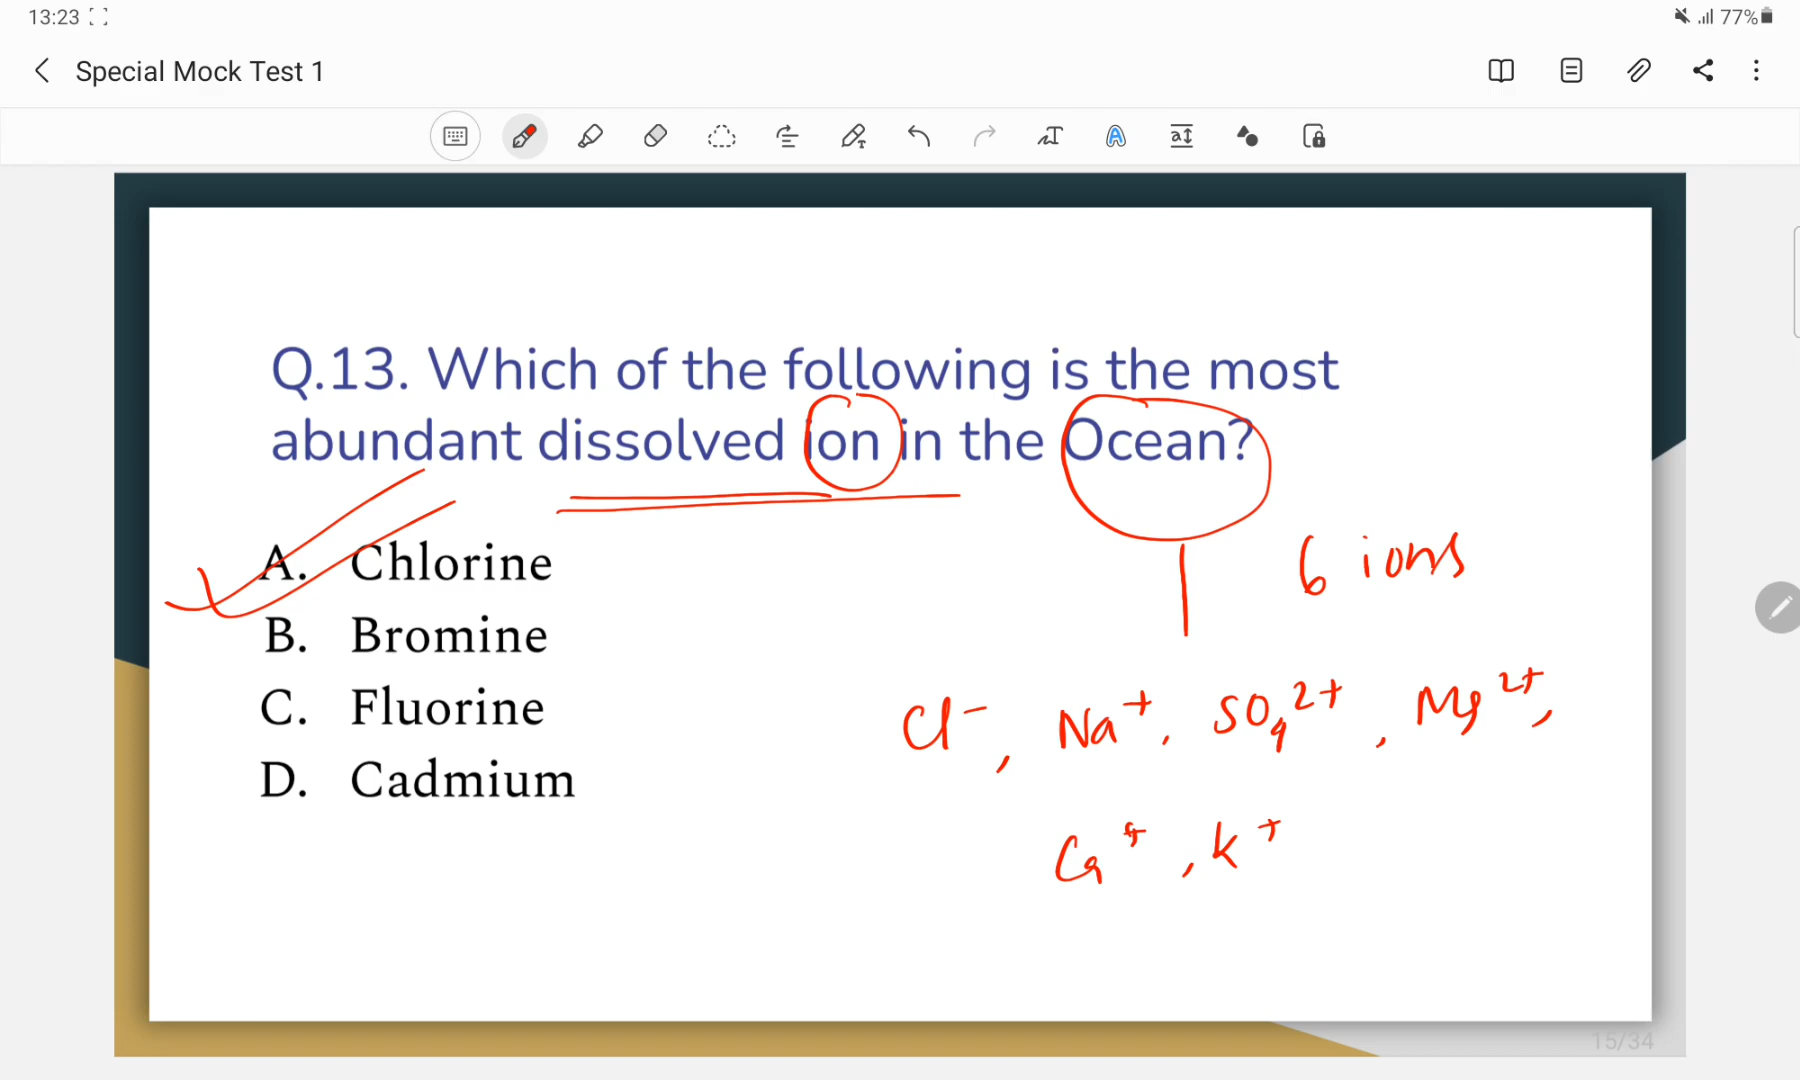 13:23
77%
Special Mock Test 1
Q.13. Which of the following is the most
abundant dissolved ion in the Ocean?
A. Chlorine
B. Bromine
C. Fluorine
D. Cadmium
6 ions
Cl⁻, Na⁺, SO₄²⁺, Mg²⁺,
Ca⁺, K⁺
15/34